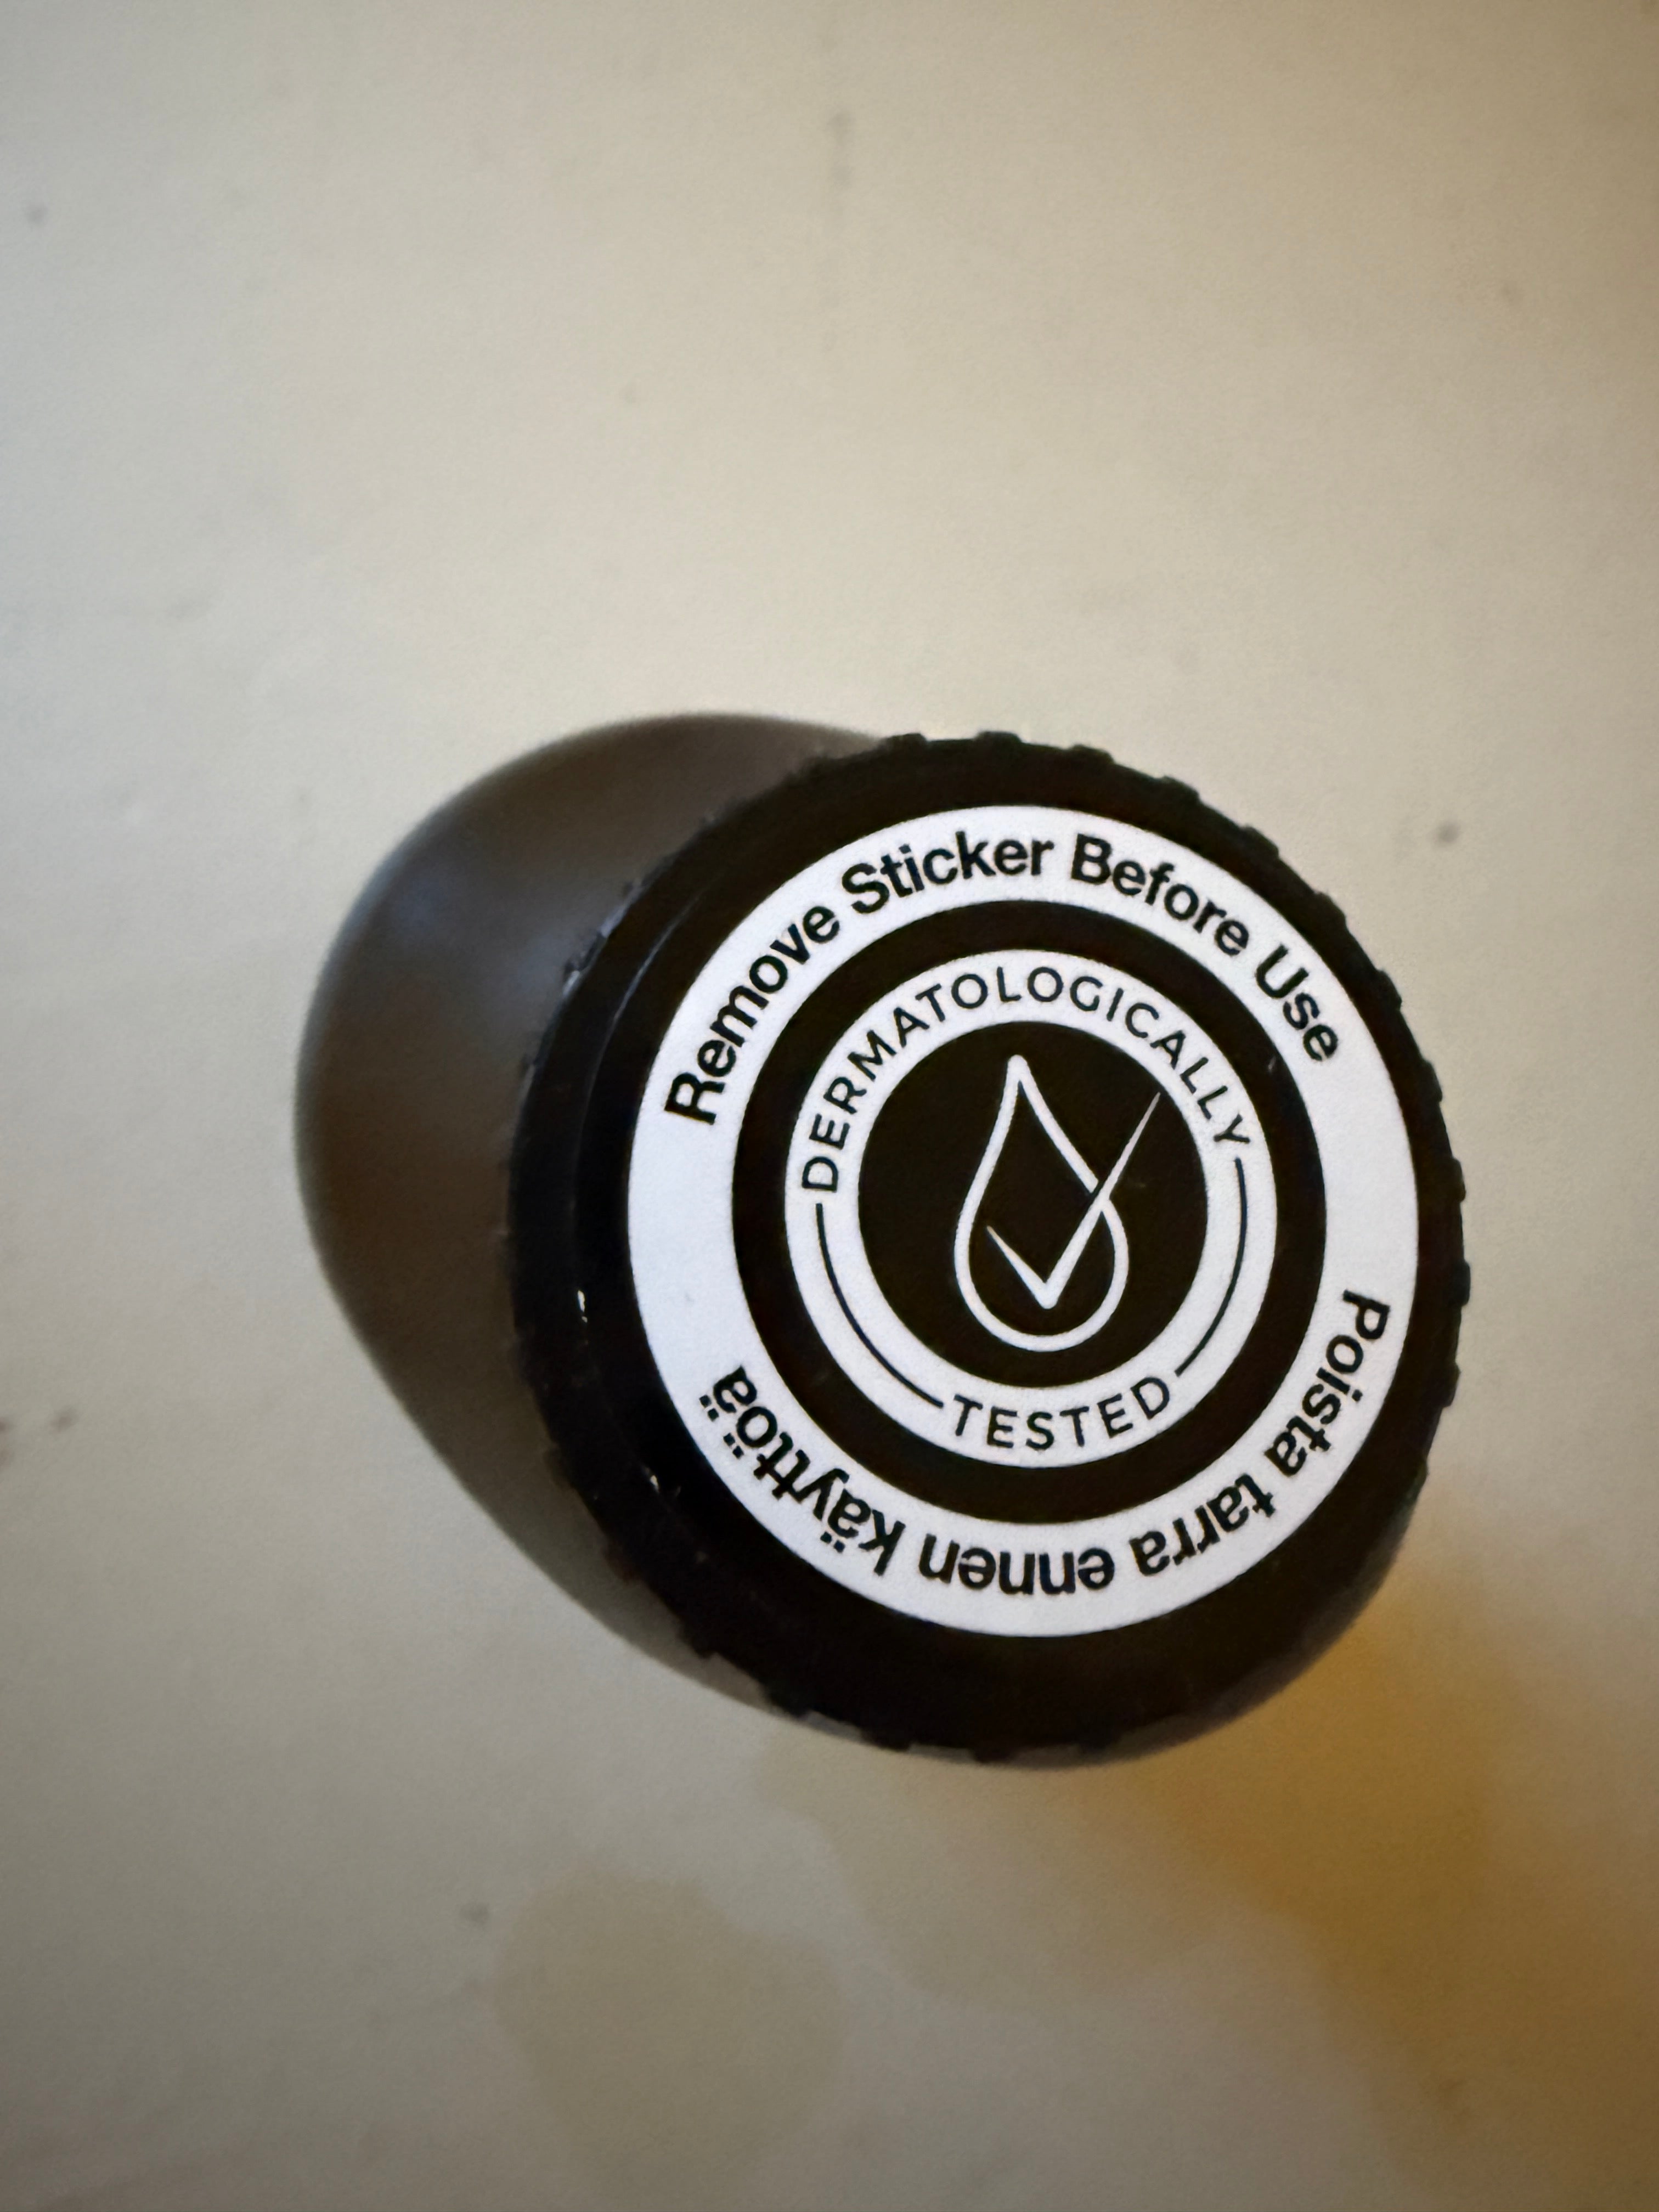 Remove Sticker Before Use
DERMATOLOGICALLY
TESTED
Poista tarra ennen käyttöä